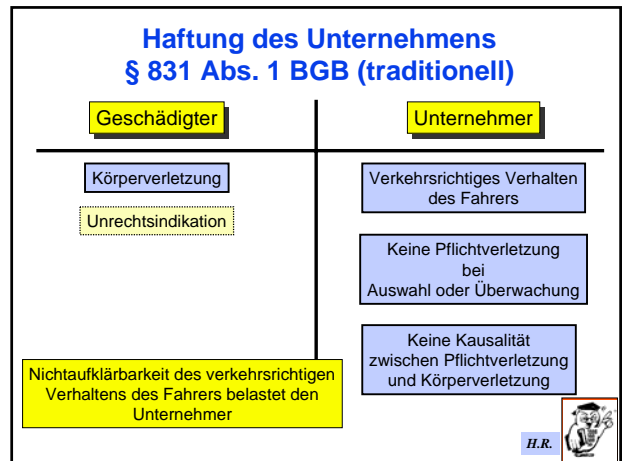 Haftung des Unternehmens
§ 831 Abs. 1 BGB (traditionell)
Geschädigter
Unternehmer
Körperverletzung
Unrechtsindikation
Verkehrsrichtiges Verhalten
des Fahrers
Keine Pflichtverletzung
bei
Auswahl oder Überwachung
Keine Kausalität
zwischen Pflichtverletzung
und Körperverletzung
Nichtaufklärbarkeit des verkehrsrichtigen
Verhaltens des Fahrers belastet den
Unternehmer
H.R.